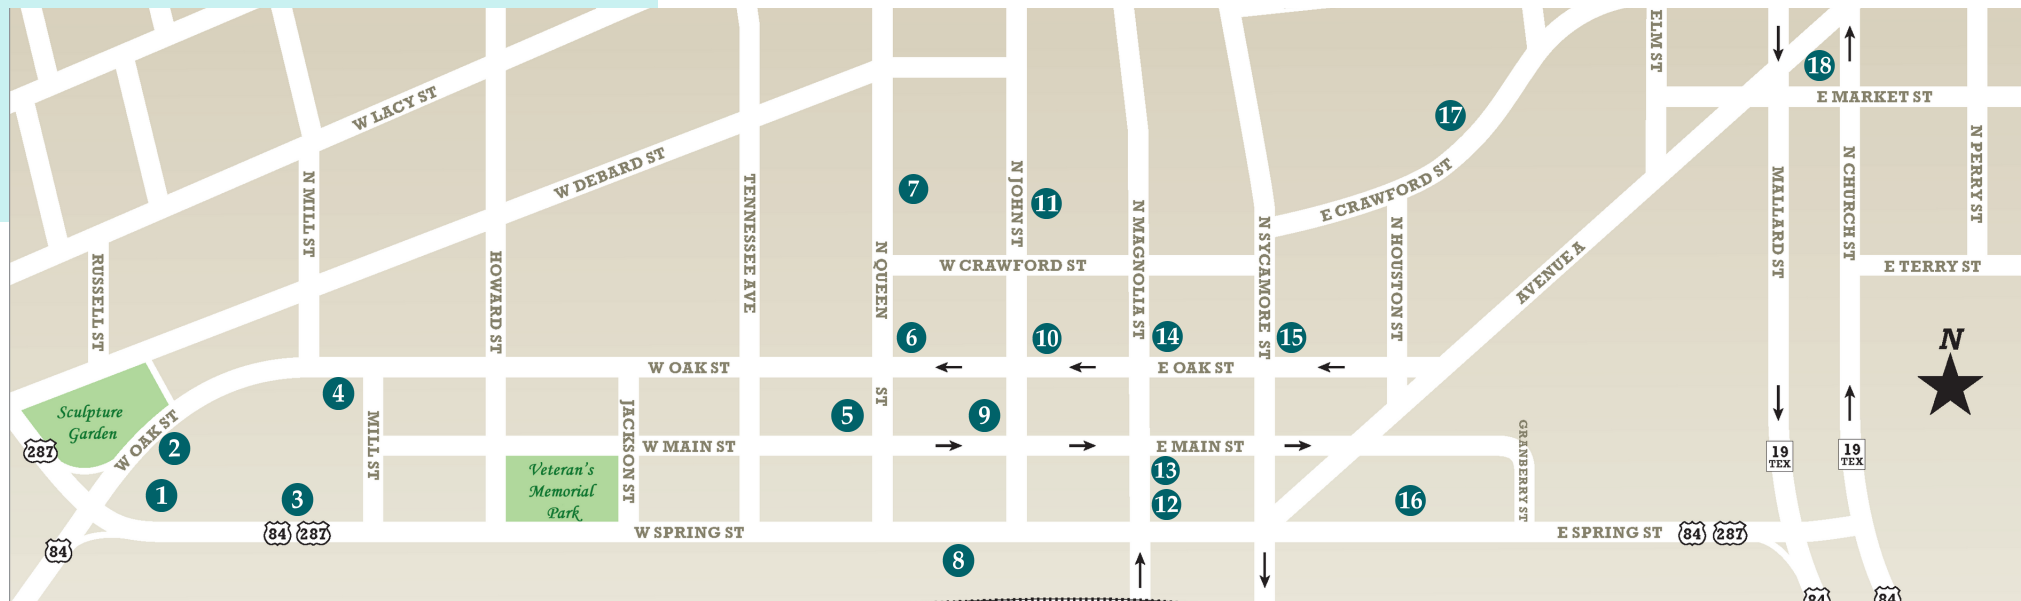 ELM ST
18
W LACY ST
E MARKET ST
17
W DEBARD ST
N MILL ST
TENNESSEE AVE
7
N JOHN ST
11
E CRAWFORD ST
MALLARD ST
N CHURCH ST
N PERRY ST
RUSSELL ST
HOWARD ST
N QUEEN
ST
W CRAWFORD ST
N MAGNOLIA ST
N SYCAMORE ST
N HOUSTON ST
AVENUE A
E TERRY ST
6
10
14
15
N
W OAK ST
E OAK ST
4
Sculpture
Garden
287
W OAK ST
2
MILL ST
JACKSON ST
5
9
W MAIN ST
E MAIN ST
GRANBERRY ST
19
TEX
19
TEX
Veteran's
Memorial
Park
13
12
1
3
16
84
287
W SPRING ST
E SPRING ST
84
287
84
8
84
84